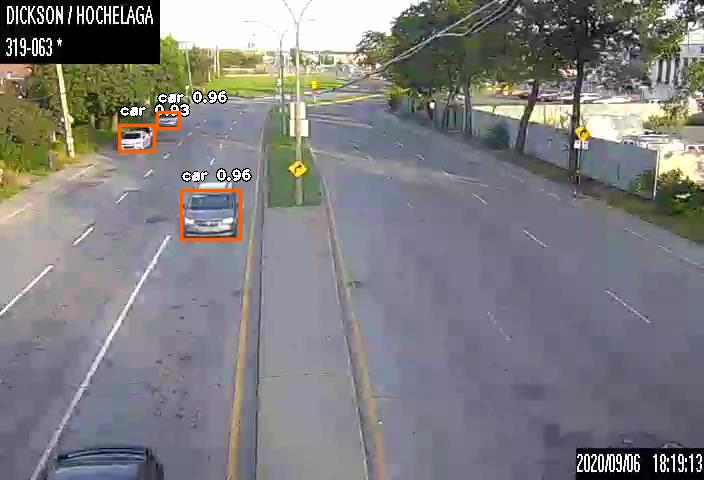 DICKSON / HOCHELAGA
319-063 *
car 0.96
car 0.93
car 0.96
2020/09/06 18:19:13